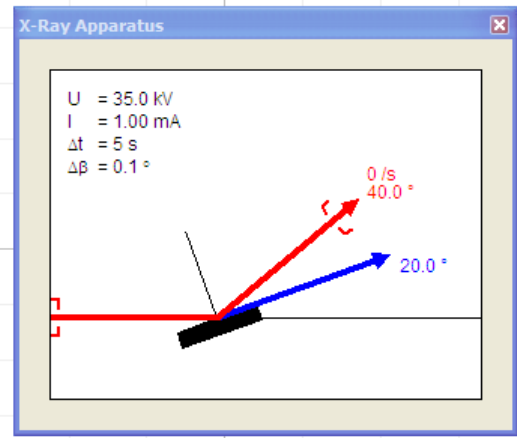 X-Ray Apparatus
U = 35.0 kV
I = 1.00 mA
Δt = 5 s
Δβ = 0.1 °
0 /s
40.0 °
20.0 °